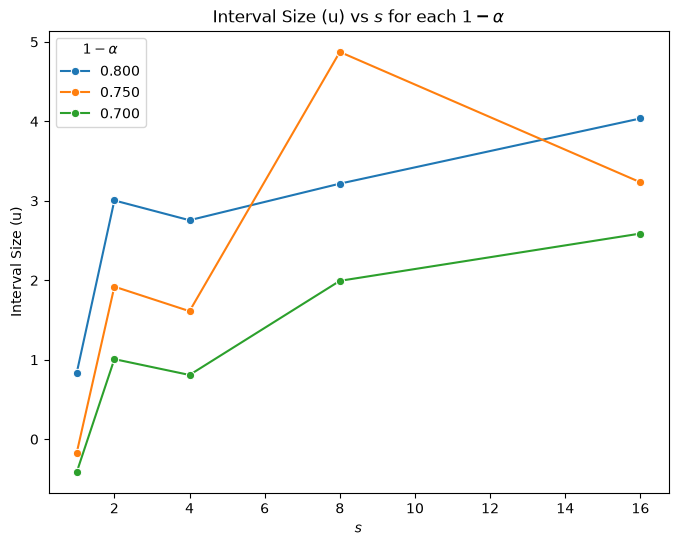 Interval Size (u) vs s for each 1 − α
1 − α
0.800
0.750
0.700
Interval Size (u)
5
4
3
2
1
0
2 4 6 8 10 12 14 16
s